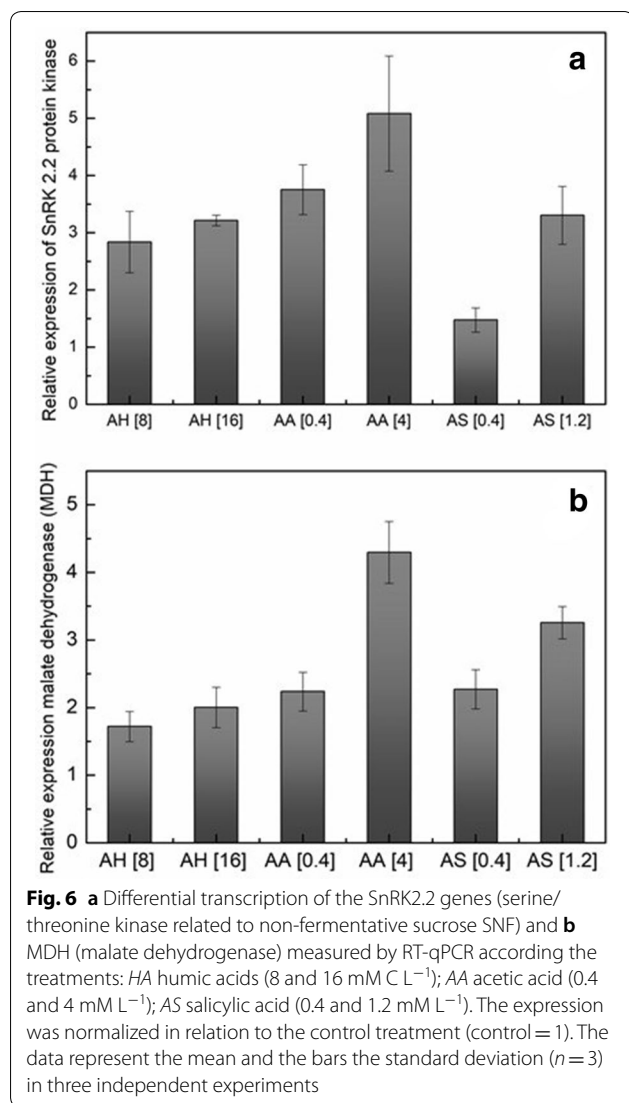 a
Relative expression of SnRK 2.2 protein kinase
6
5
4
3
2
1
0
AH [8] AH [16] AA [0.4] AA [4] AS [0.4] AS [1.2]
b
Relative expression malate dehydrogenase (MDH)
5
4
3
2
1
0
AH [8] AH [16] AA [0.4] AA [4] AS [0.4] AS [1.2]
Fig. 6 a Differential transcription of the SnRK2.2 genes (serine/
threonine kinase related to non-fermentative sucrose SNF) and b
MDH (malate dehydrogenase) measured by RT-qPCR according the
treatments: HA humic acids (8 and 16 mM C L⁻¹); AA acetic acid (0.4
and 4 mM L⁻¹); AS salicylic acid (0.4 and 1.2 mM L⁻¹). The expression
was normalized in relation to the control treatment (control = 1). The
data represent the mean and the bars the standard deviation (n = 3)
in three independent experiments